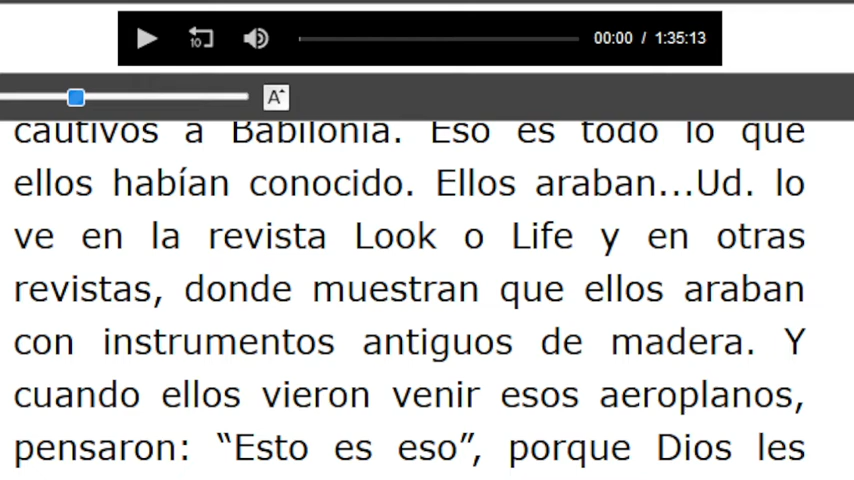 10
00:00 / 1:35:13
A+
cautivos a Babilonia. Eso es todo lo que
ellos habían conocido. Ellos araban...Ud. lo
ve en la revista Look o Life y en otras
revistas, donde muestran que ellos araban
con instrumentos antiguos de madera. Y
cuando ellos vieron venir esos aeroplanos,
pensaron: “Esto es eso”, porque Dios les